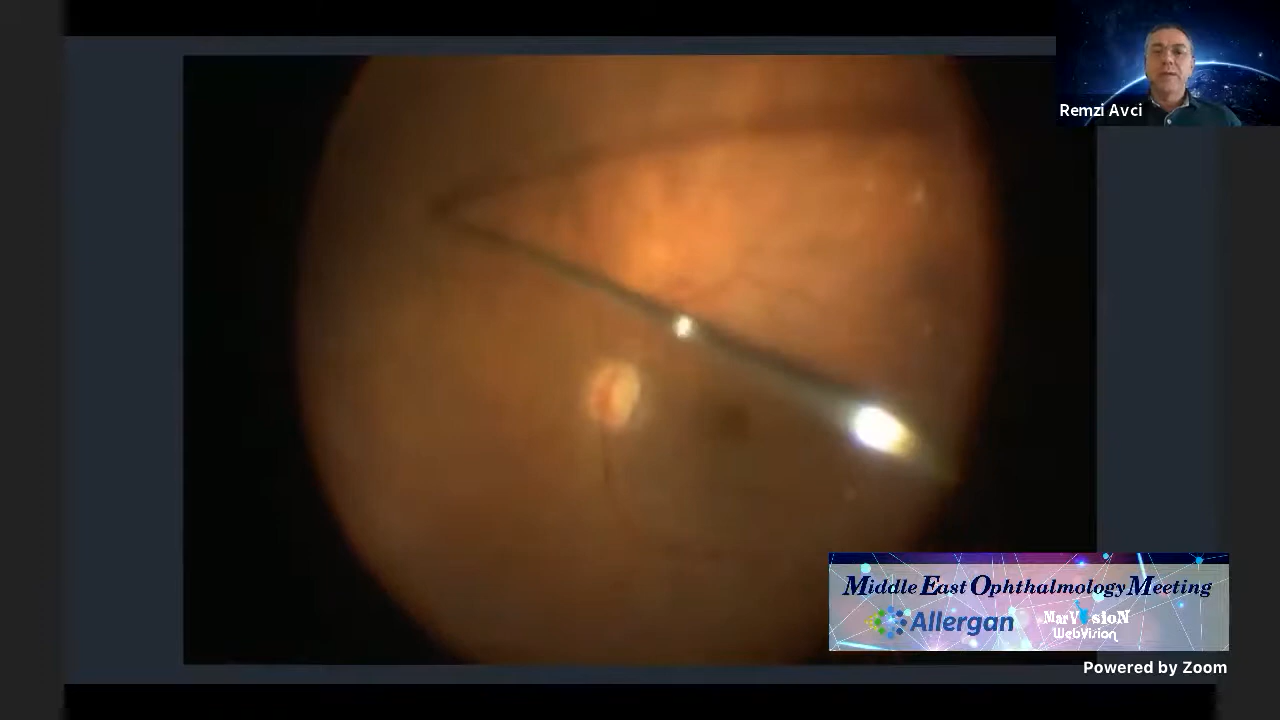 Remzi Avci
Middle East Ophthalmology Meeting
Allergan
MarVisioN
WebVision
Powered by Zoom